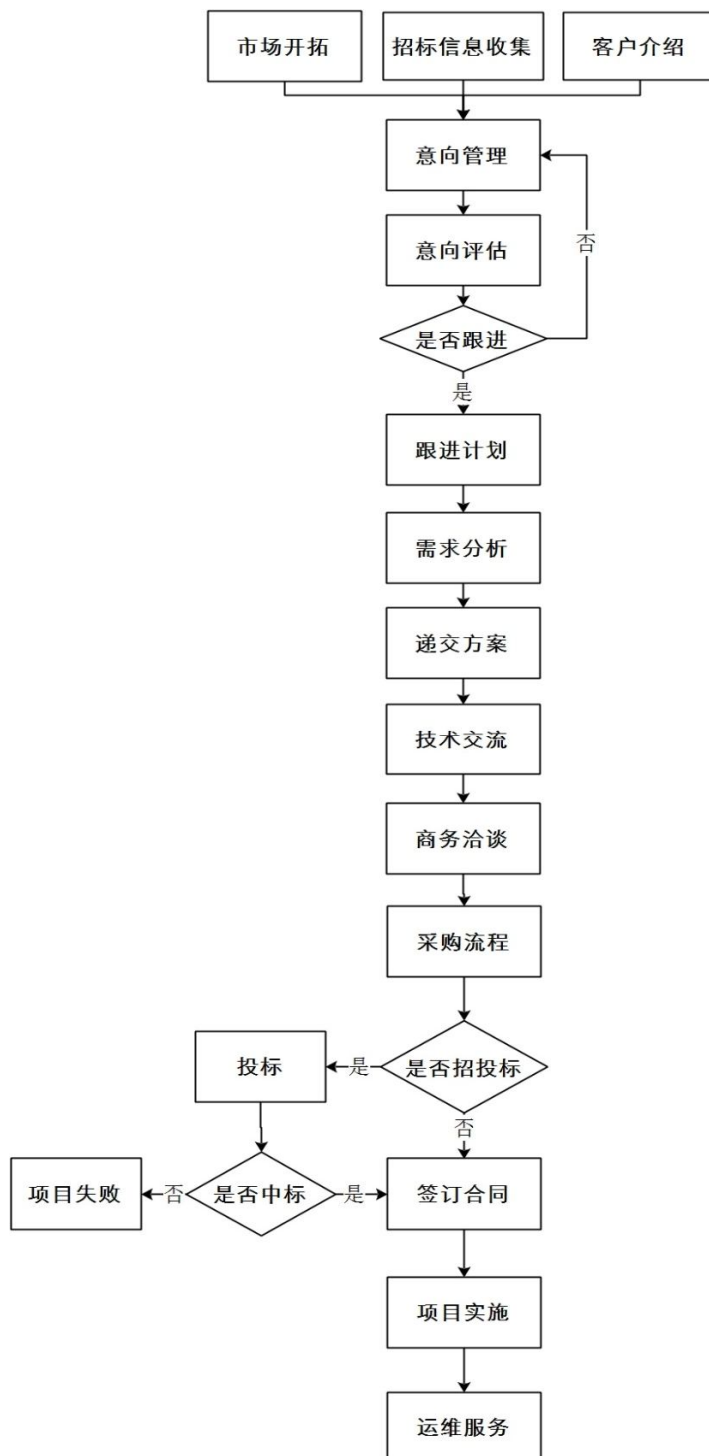 市场开拓
招标信息收集
客户介绍
意向管理
意向评估
否
是否跟进
是
跟进计划
需求分析
递交方案
技术交流
商务洽谈
采购流程
投标
是
是否招投标
否
项目失败
否
是否中标
是
签订合同
项目实施
运维服务